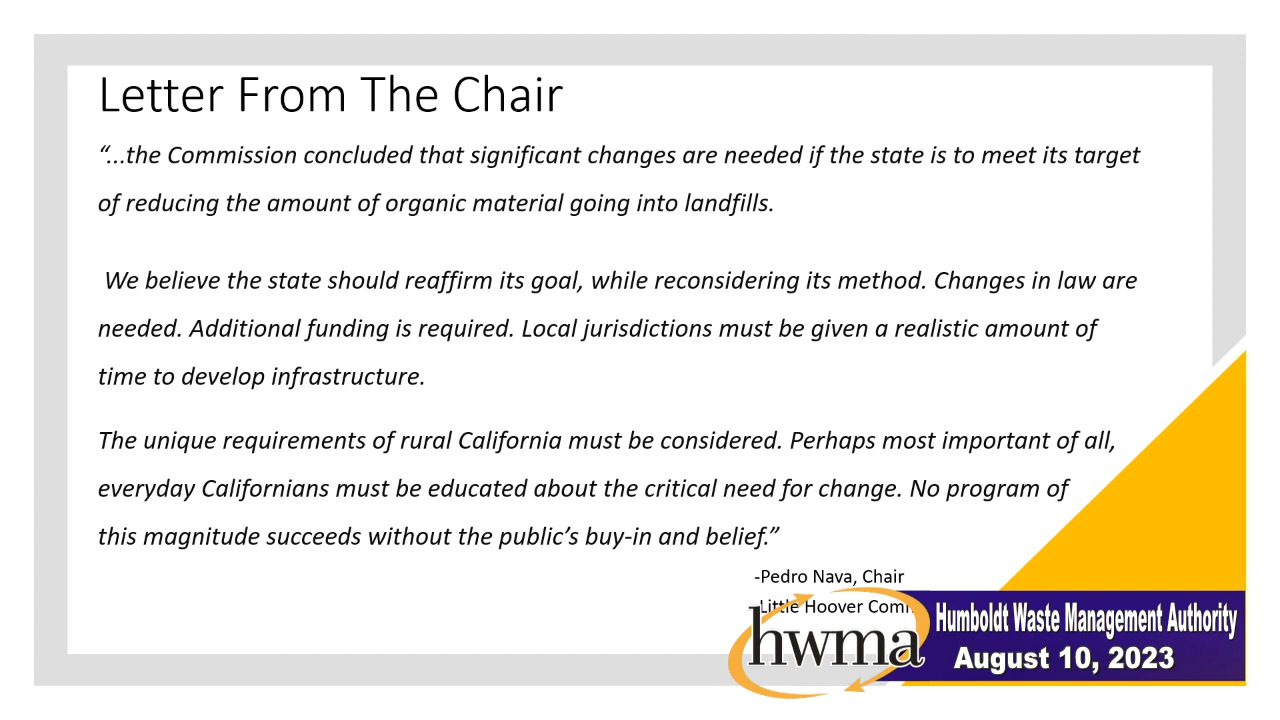 Letter From The Chair
“...the Commission concluded that significant changes are needed if the state is to meet its target
of reducing the amount of organic material going into landfills.
We believe the state should reaffirm its goal, while reconsidering its method. Changes in law are
needed. Additional funding is required. Local jurisdictions must be given a realistic amount of
time to develop infrastructure.
The unique requirements of rural California must be considered. Perhaps most important of all,
everyday Californians must be educated about the critical need for change. No program of
this magnitude succeeds without the public’s buy-in and belief.”
-Pedro Nava, Chair
Little Hoover
hwma
Humboldt Waste Management Authority
August 10, 2023